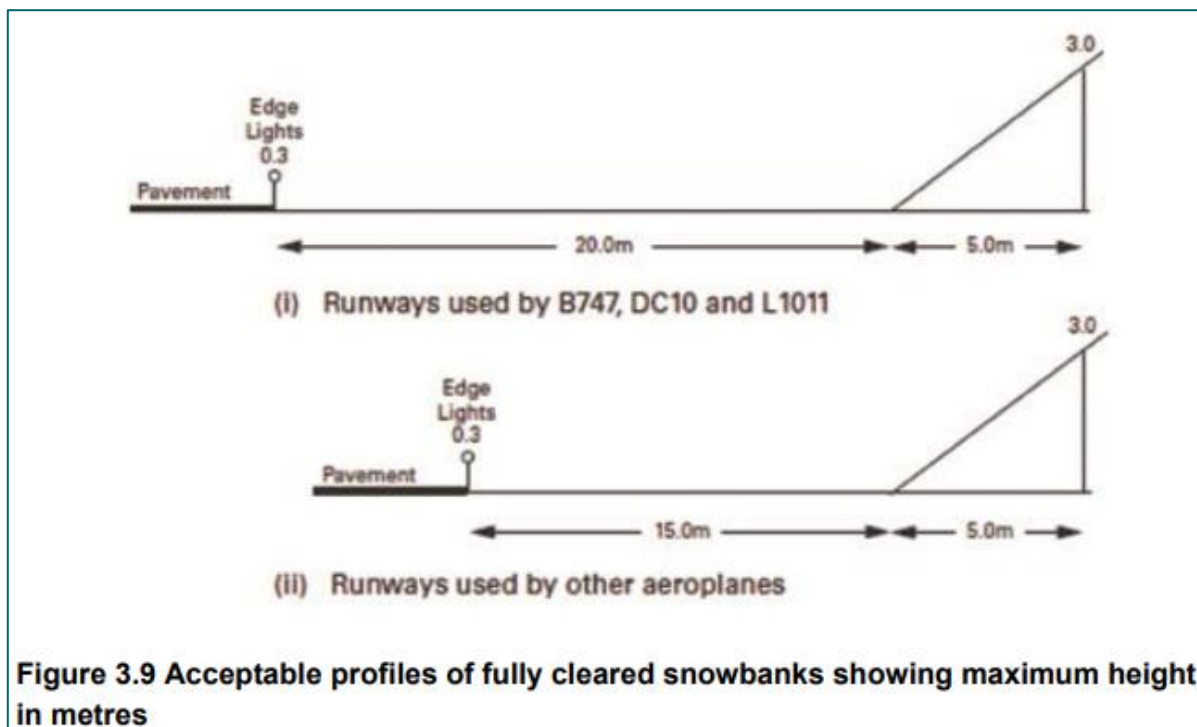 3.0
Edge
Lights
0.3
Pavement
20.0m
5.0m
(i) Runways used by B747, DC10 and L1011
3.0
Edge
Lights
0.3
Pavement
15.0m
5.0m
(ii) Runways used by other aeroplanes
Figure 3.9 Acceptable profiles of fully cleared snowbanks showing maximum height
in metres